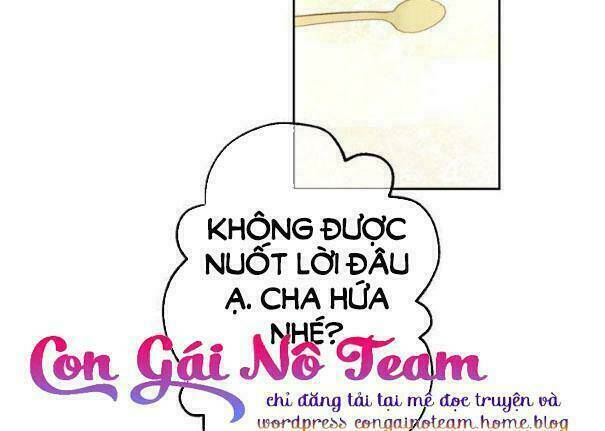 KHÔNG ĐƯỢC
NUỐT LỜI ĐÂU
Ạ. CHA HỨA
NHÉ?
Con Gái Nô Team
chỉ đăng tải tại mê đọc truyện và
wordpress congainoteam.home.blog